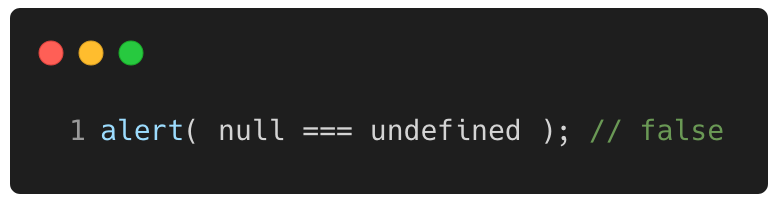 1 alert( null === undefined ); // false